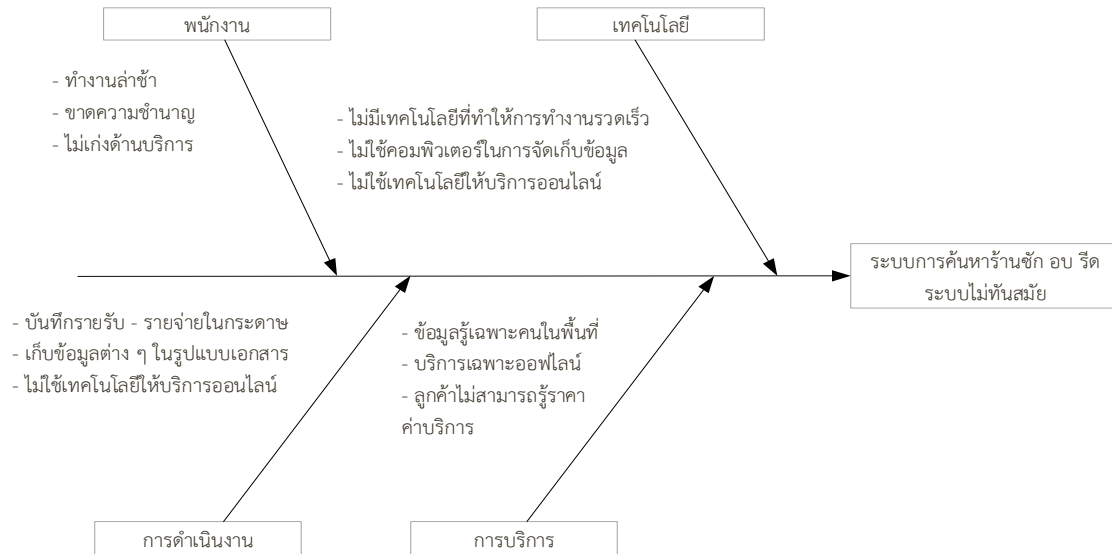 พนักงาน
เทคโนโลยี
- ทำงานล่าช้า
- ขาดความชำนาญ
- ไม่เก่งด้านบริการ
- ไม่มีเทคโนโลยีที่ทำให้การทำงานรวดเร็ว
- ไม่ใช้คอมพิวเตอร์ในการจัดเก็บข้อมูล
- ไม่ใช้เทคโนโลยีให้บริการออนไลน์
ระบบการค้นหาร้านซัก อบ รีด
ระบบไม่ทันสมัย
- บันทึกรายรับ - รายจ่ายในกระดาษ
- เก็บข้อมูลต่าง ๆ ในรูปแบบเอกสาร
- ไม่ใช้เทคโนโลยีให้บริการออนไลน์
- ข้อมูลรู้เฉพาะคนในพื้นที่
- บริการเฉพาะออฟไลน์
- ลูกค้าไม่สามารถรู้ราคา
ค่าบริการ
การดำเนินงาน
การบริการ